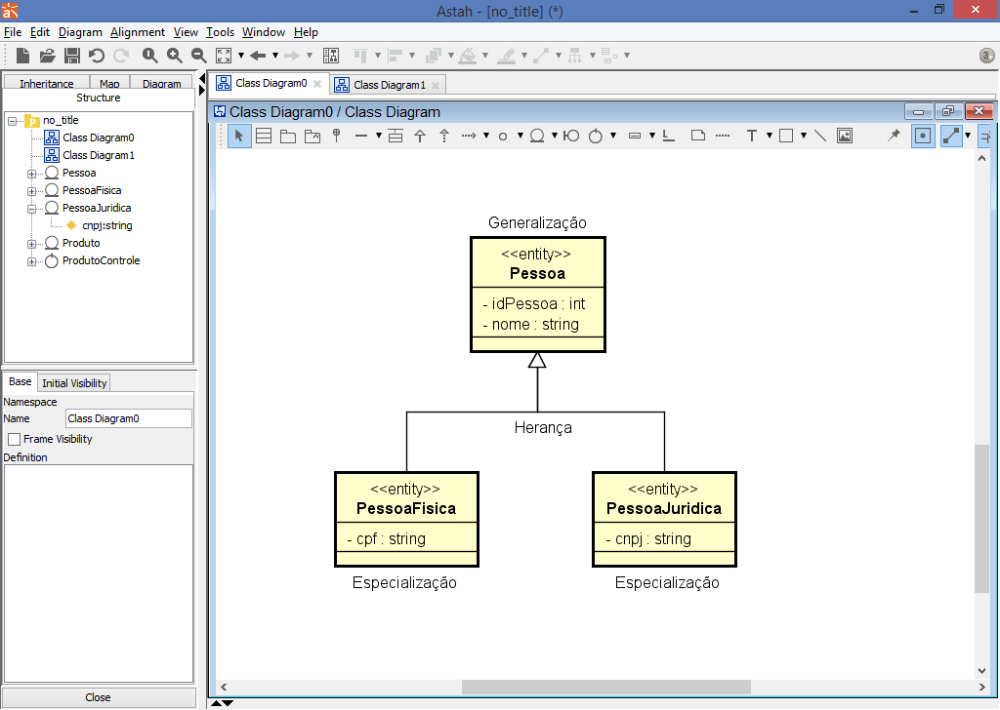 Astah - [no_title] (*)
File Edit Diagram Alignment View Tools Window Help
Inheritance Map Diagram
Structure
no_title
Class Diagram0
Class Diagram1
Pessoa
PessoaFisica
PessoaJuridica
cnpj:string
Produto
ProdutoControle
Base Initial Visibility
Namespace
Name Class Diagram0
Frame Visibility
Definition
Close
Class Diagram0 Class Diagram1
Class Diagram0 / Class Diagram
Generalização
<<entity>>
Pessoa
- idPessoa : int
- nome : string
Herança
<<entity>>
PessoaFisica
- cpf : string
Especialização
<<entity>>
PessoaJuridica
- cnpj : string
Especialização